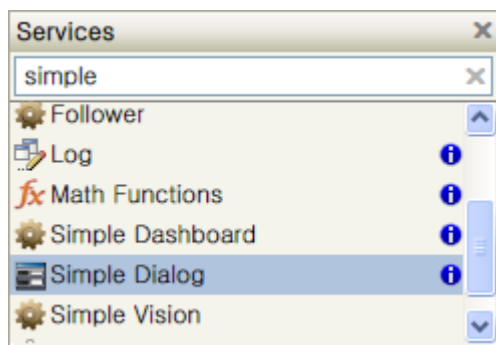 Services
simple
Follower
Log
Math Functions
Simple Dashboard
Simple Dialog
Simple Vision